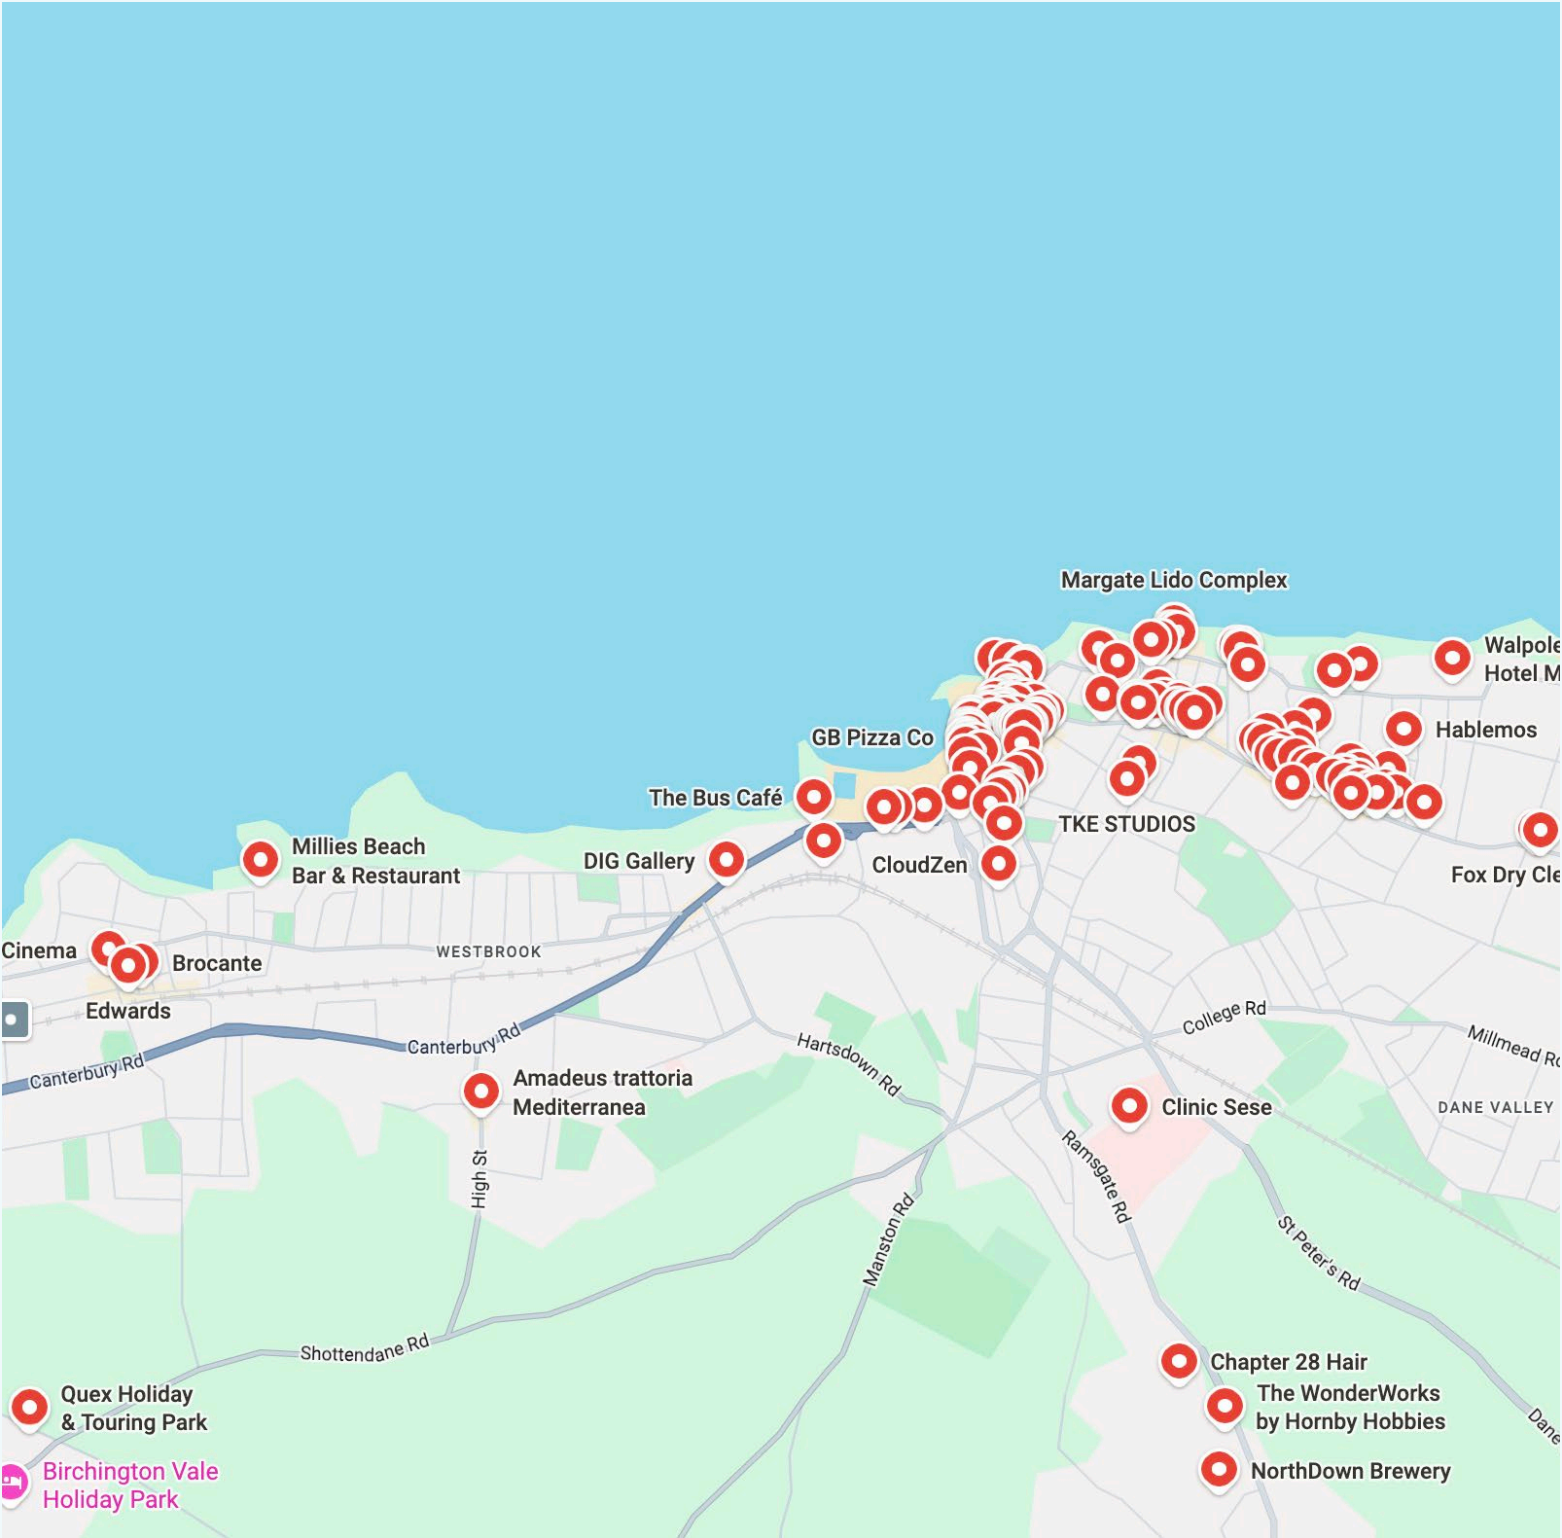 Margate Lido Complex
Walpole
Hotel M
GB Pizza Co
Hablemos
The Bus Café
TKE STUDIOS
Millies Beach
Bar & Restaurant
DIG Gallery
CloudZen
Fox Dry Cle
Cinema
Brocante
WESTBROOK
Edwards
College Rd
Canterbury Rd
Canterbury Rd
Hartsdown Rd
Millmead Ro
Amadeus trattoria
Mediterranea
Clinic Sese
DANE VALLEY
High St
Ramsgate Rd
Manston Rd
St Peter's Rd
Shottendane Rd
Chapter 28 Hair
Quex Holiday
& Touring Park
The WonderWorks
by Hornby Hobbies
Dane
Birchington Vale
Holiday Park
NorthDown Brewery